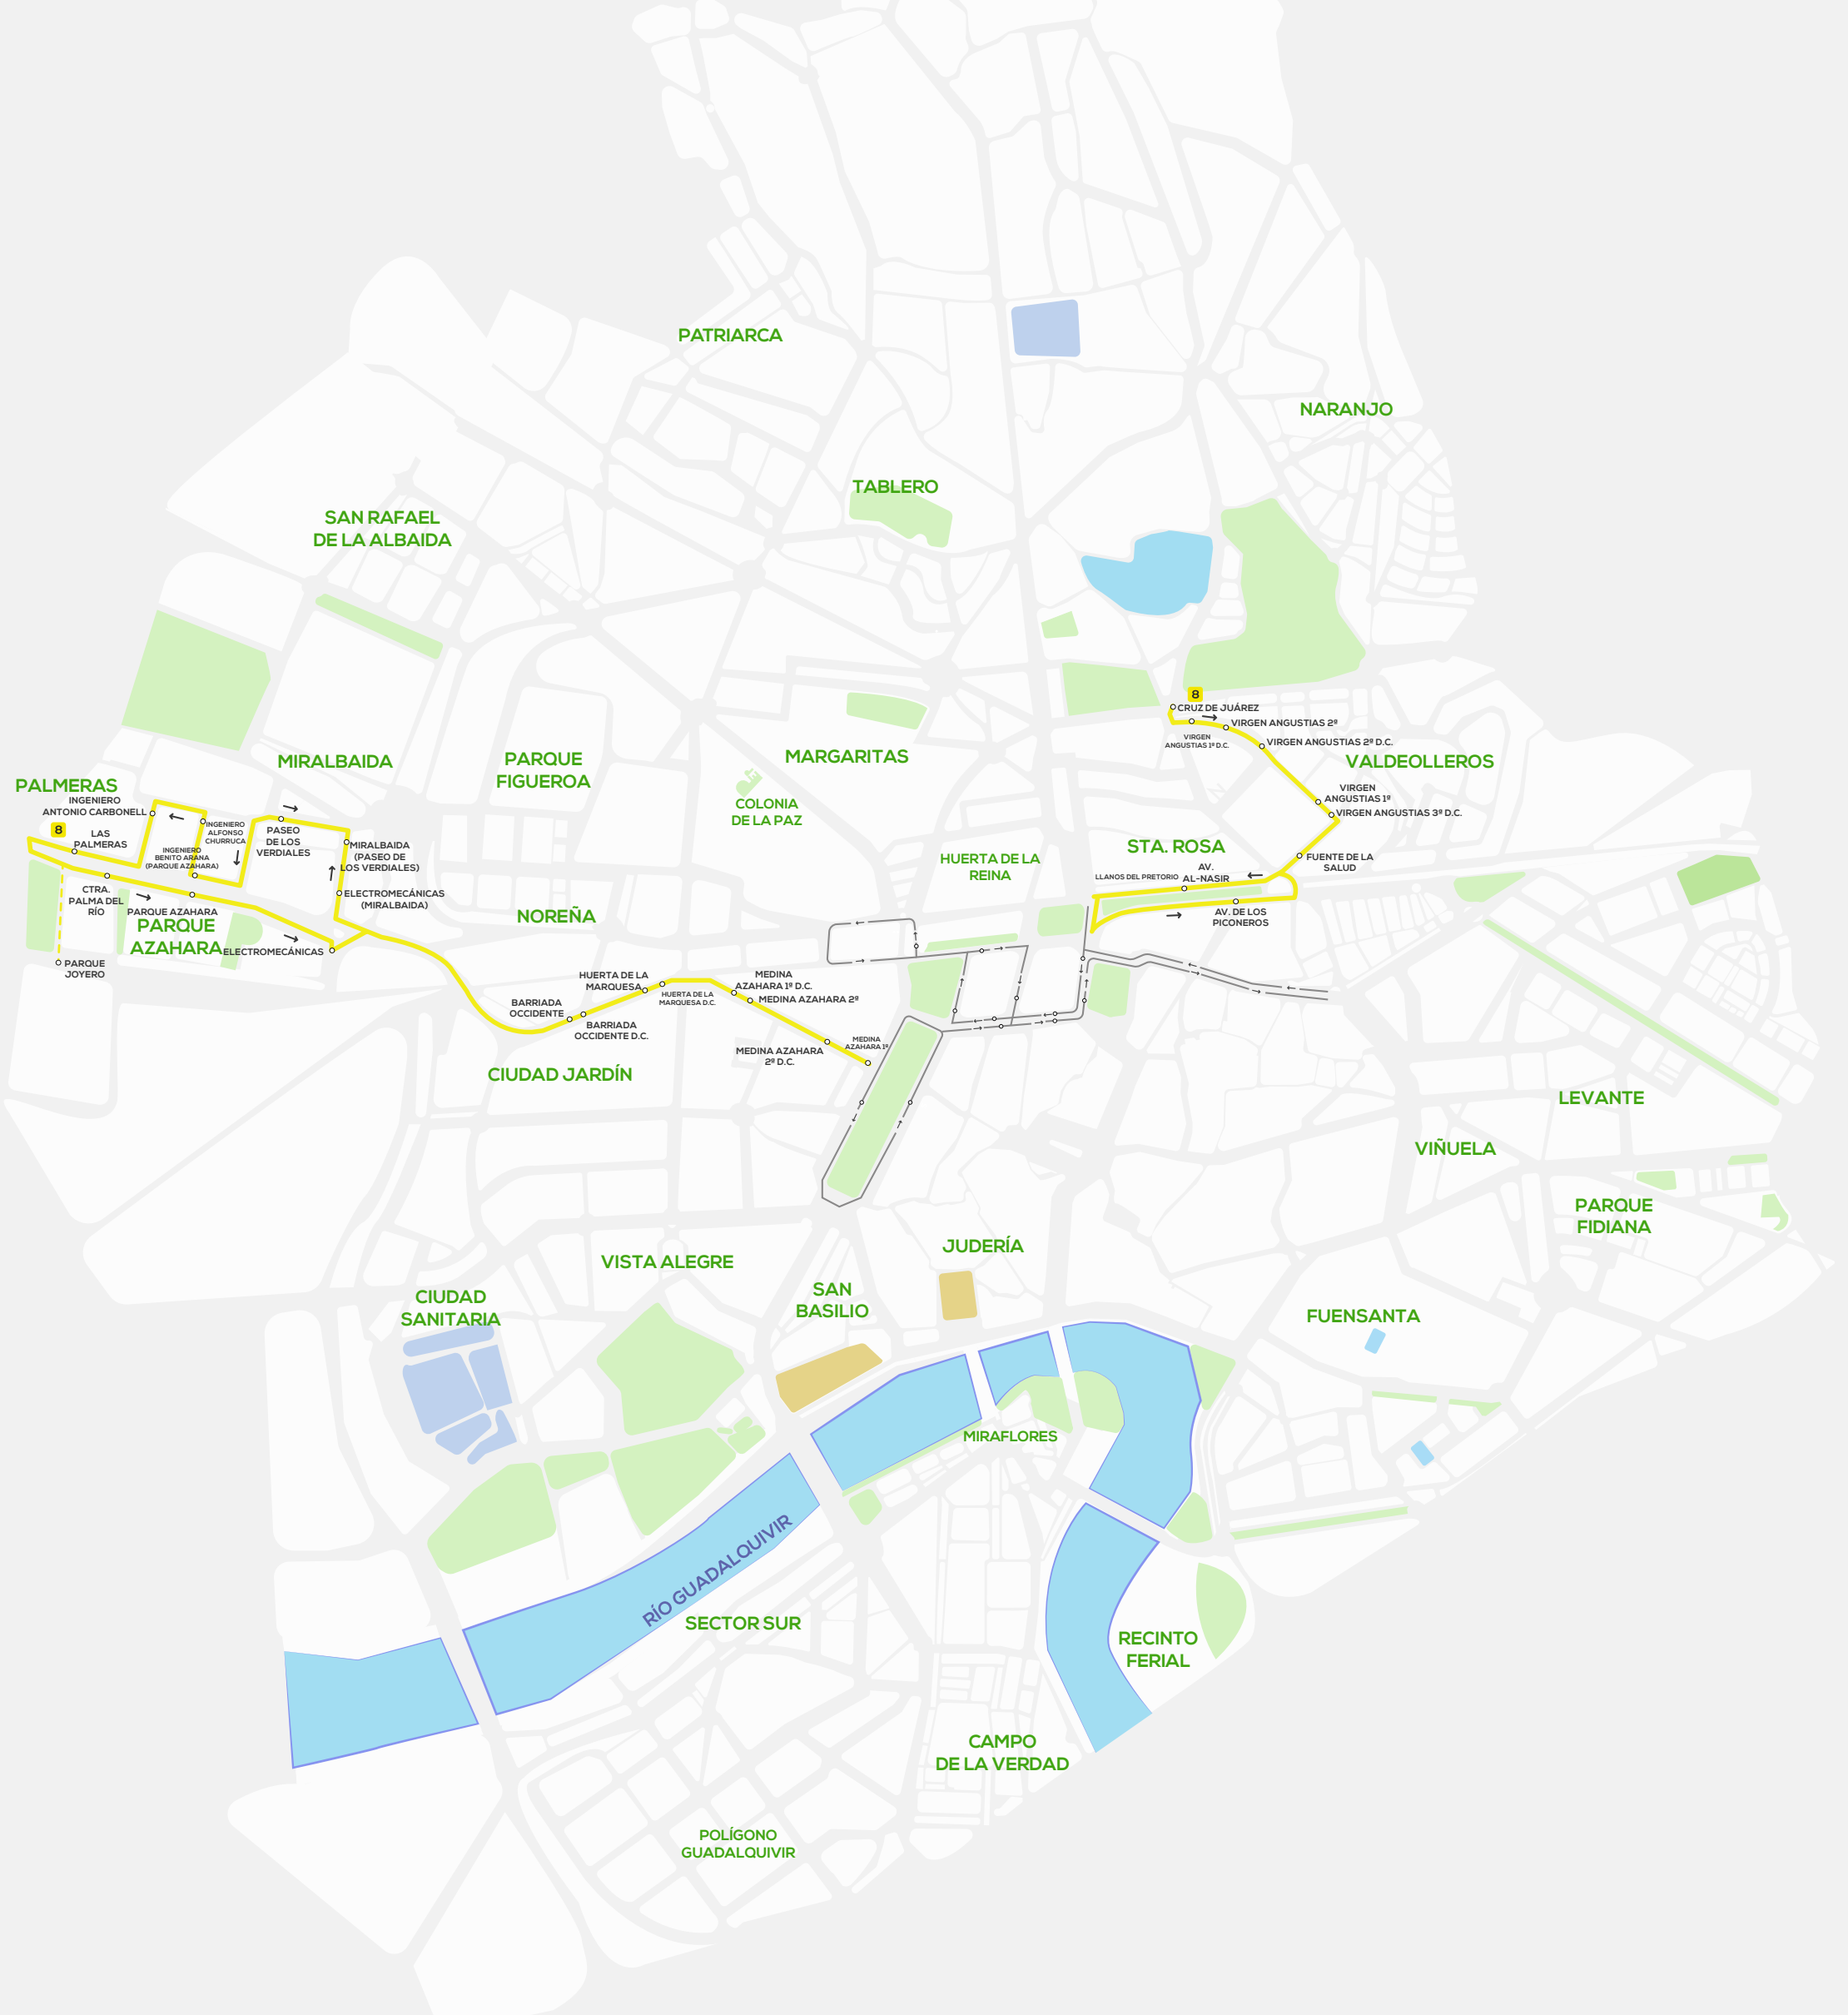 PATRIARCA
NARANJO
TABLERO
SAN RAFAEL
DE LA ALBAIDA
8
CRUZ DE JUÁREZ
VIRGEN ANGUSTIAS 2ª
VIRGEN
ANGUSTIAS 1ª D.C.
VIRGEN ANGUSTIAS 2ª D.C.
MARGARITAS
VALDEOLLEROS
MIRALBAIDA
PARQUE
FIGUEROA
PALMERAS
VIRGEN
ANGUSTIAS 1ª
VIRGEN ANGUSTIAS 3ª D.C.
COLONIA
DE LA PAZ
INGENIERO
ANTONIO CARBONELL
8
LAS
PALMERAS
INGENIERO
ALFONSO
CHURRUCA
PASEO
DE LOS
VERDIALES
INGENIERO
BENITO ARANA
(PARQUE AZAHARA)
MIRALBAIDA
(PASEO DE
LOS VERDIALES)
HUERTA DE LA
REINA
STA. ROSA
FUENTE DE LA
SALUD
LLANOS DEL PRETORIO
AV.
AL-NASIR
AV. DE LOS
PICONEROS
CTRA.
PALMA DEL
RÍO
PARQUE AZAHARA
ELECTROMECÁNICAS
(MIRALBAIDA)
NOREÑA
PARQUE
AZAHARA
ELECTROMECÁNICAS
PARQUE
JOYERO
HUERTA DE LA
MARQUESA
HUERTA DE LA
MARQUESA D.C.
MEDINA
AZAHARA 1ª D.C.
MEDINA AZAHARA 2ª
BARRIADA
OCCIDENTE
BARRIADA
OCCIDENTE D.C.
MEDINA AZAHARA
2ª D.C.
MEDINA
AZAHARA 1ª
CIUDAD JARDÍN
LEVANTE
VIÑUELA
PARQUE
FIDIANA
JUDERÍA
VISTA ALEGRE
SAN
BASILIO
CIUDAD
SANITARIA
FUENSANTA
MIRAFLORES
RÍO GUADALQUIVIR
SECTOR SUR
RECINTO
FERIAL
CAMPO
DE LA VERDAD
POLÍGONO
GUADALQUIVIR